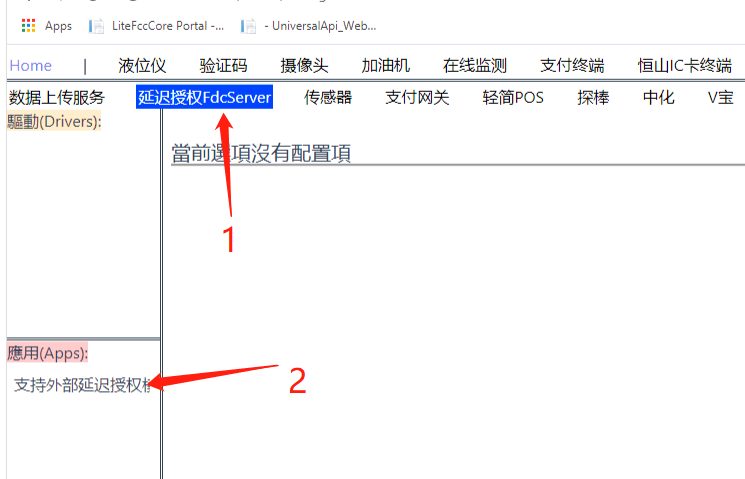 Apps LiteFccCore Portal -... - UniversalApi_Web...
Home | 液位仪 验证码 摄像头 加油机 在线监测 支付终端 恒山IC卡终端
数据上传服务 延迟授权FdcServer 传感器 支付网关 轻简POS 探棒 中化 V宝
驅動(Drivers):
當前選項沒有配置項
1
應用(Apps):
支持外部延迟授权
2